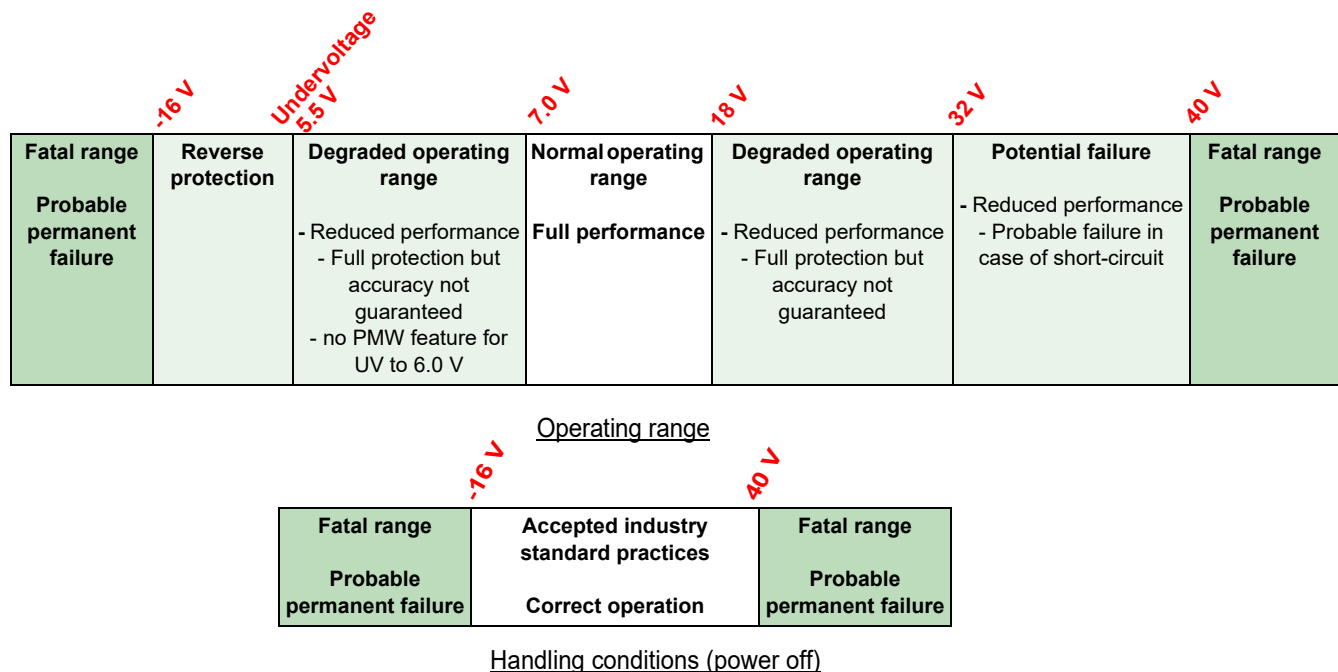 -16 V
Undervoltage
5.5 V
7.0 V
18 V
32 V
40 V
Fatal range
Probable
permanent
failure
Reverse
protection
Degraded operating
range
- Reduced performance
- Full protection but
accuracy not
guaranteed
- no PMW feature for
UV to 6.0 V
Normal operating
range
Full performance
Degraded operating
range
- Reduced performance
- Full protection but
accuracy not
guaranteed
Potential failure
- Reduced performance
- Probable failure in
case of short-circuit
Fatal range
Probable
permanent
failure
Operating range
-16 V
40 V
Fatal range
Probable
permanent failure
Accepted industry
standard practices
Correct operation
Fatal range
Probable
permanent failure
Handling conditions (power off)